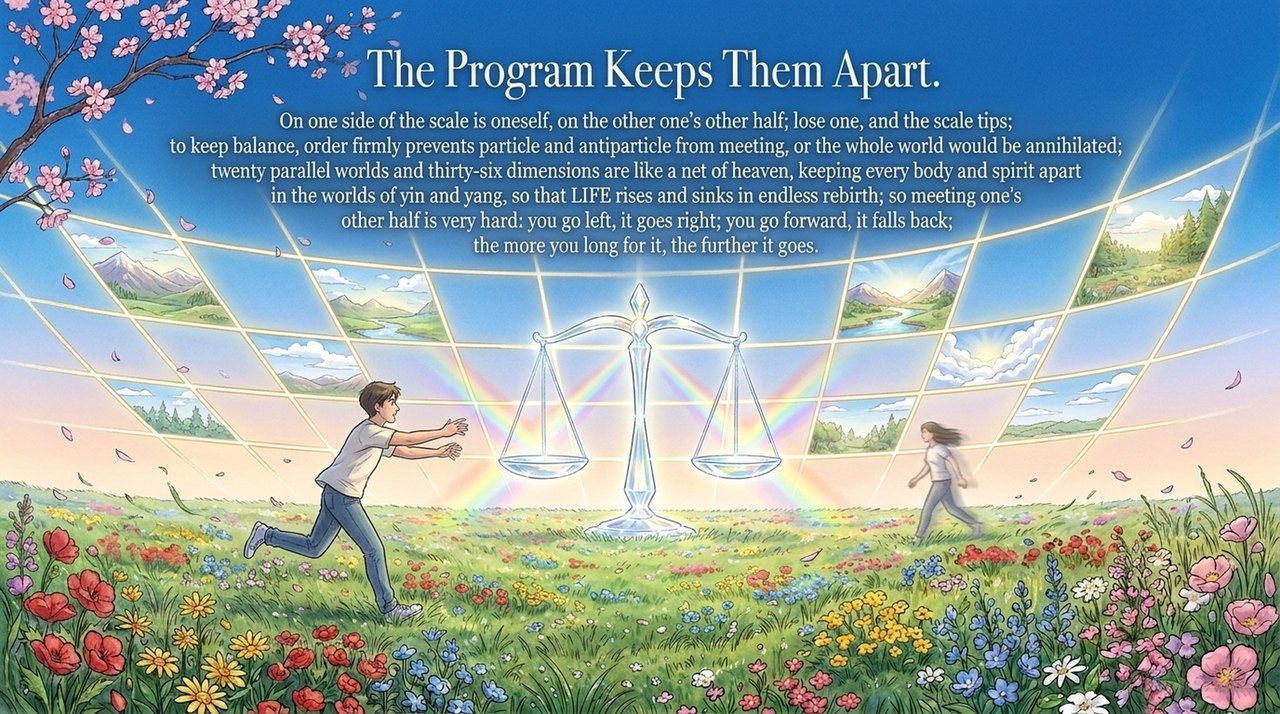 The Program Keeps Them Apart.
On one side of the scale is oneself, on the other one's other half; lose one, and the scale tips;
to keep balance, order firmly prevents particle and antiparticle from meeting, or the whole world would be annihilated;
twenty parallel worlds and thirty-six dimensions are like a net of heaven, keeping every body and spirit apart
in the worlds of yin and yang, so that LIFE rises and sinks in endless rebirth; so meeting one's
other half is very hard: you go left, it goes right; you go forward, it falls back;
the more you long for it, the further it goes.